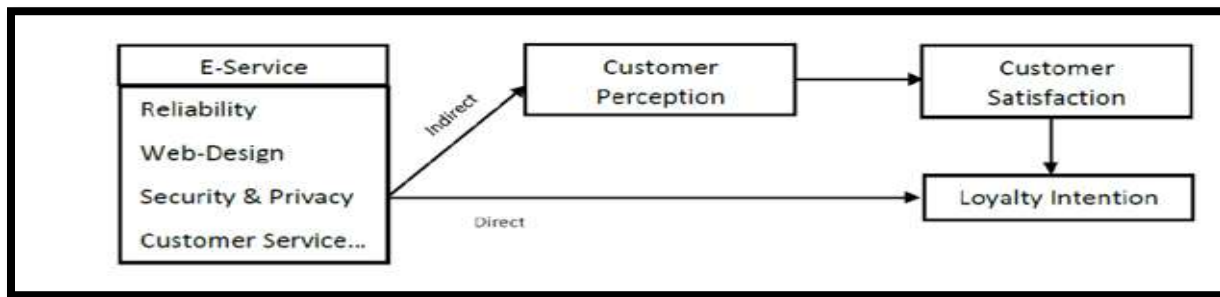 E-Service
Reliability
Web-Design
Security & Privacy
Customer Service...
Indirect
Direct
Customer
Perception
Customer
Satisfaction
Loyalty Intention